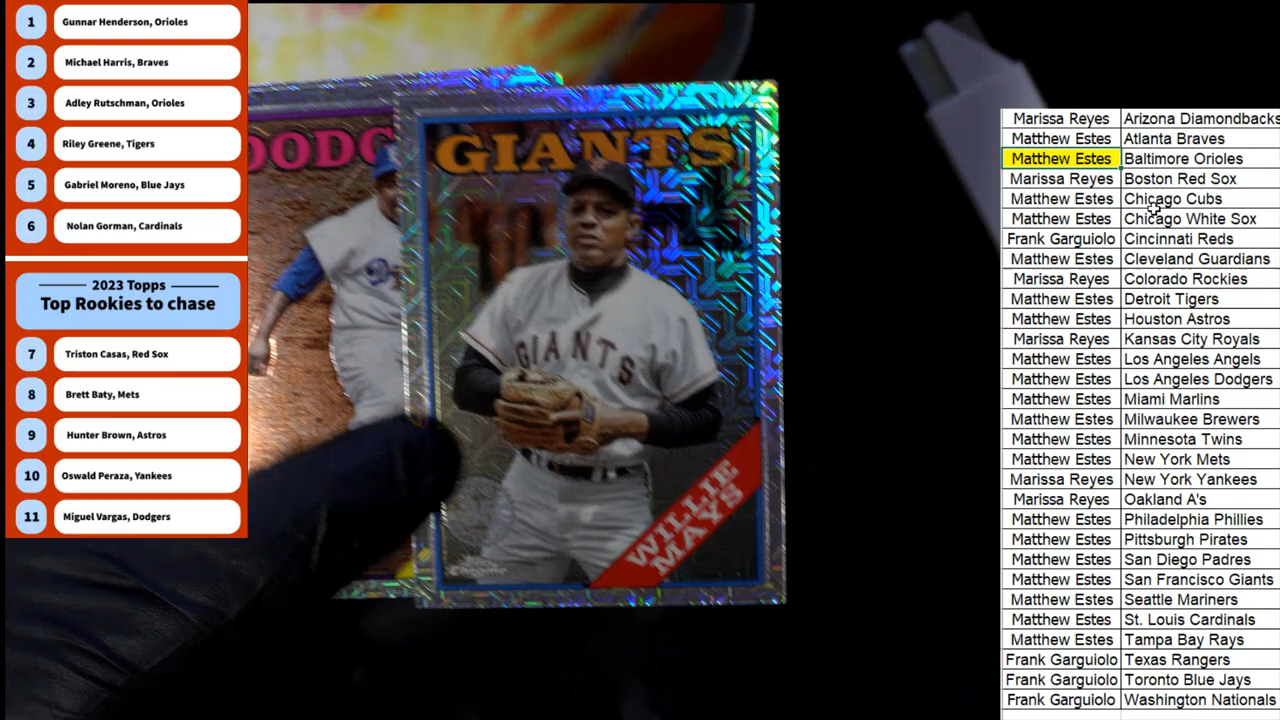 1 Gunnar Henderson, Orioles
2 Michael Harris, Braves
3 Adley Rutschman, Orioles
4 Riley Greene, Tigers
5 Gabriel Moreno, Blue Jays
6 Nolan Gorman, Cardinals
2023 Topps
Top Rookies to chase
7 Triston Casas, Red Sox
8 Brett Baty, Mets
9 Hunter Brown, Astros
10 Oswald Peraza, Yankees
11 Miguel Vargas, Dodgers
GIANTS
GIANTS
WILLIE
MAYS
Chrome
Marissa Reyes Arizona Diamondbacks
Matthew Estes Atlanta Braves
Matthew Estes Baltimore Orioles
Marissa Reyes Boston Red Sox
Matthew Estes Chicago Cubs
Matthew Estes Chicago White Sox
Frank Garguiolo Cincinnati Reds
Matthew Estes Cleveland Guardians
Marissa Reyes Colorado Rockies
Matthew Estes Detroit Tigers
Matthew Estes Houston Astros
Marissa Reyes Kansas City Royals
Matthew Estes Los Angeles Angels
Matthew Estes Los Angeles Dodgers
Matthew Estes Miami Marlins
Matthew Estes Milwaukee Brewers
Matthew Estes Minnesota Twins
Matthew Estes New York Mets
Marissa Reyes New York Yankees
Marissa Reyes Oakland A's
Matthew Estes Philadelphia Phillies
Matthew Estes Pittsburgh Pirates
Matthew Estes San Diego Padres
Matthew Estes San Francisco Giants
Matthew Estes Seattle Mariners
Matthew Estes St. Louis Cardinals
Matthew Estes Tampa Bay Rays
Frank Garguiolo Texas Rangers
Frank Garguiolo Toronto Blue Jays
Frank Garguiolo Washington Nationals